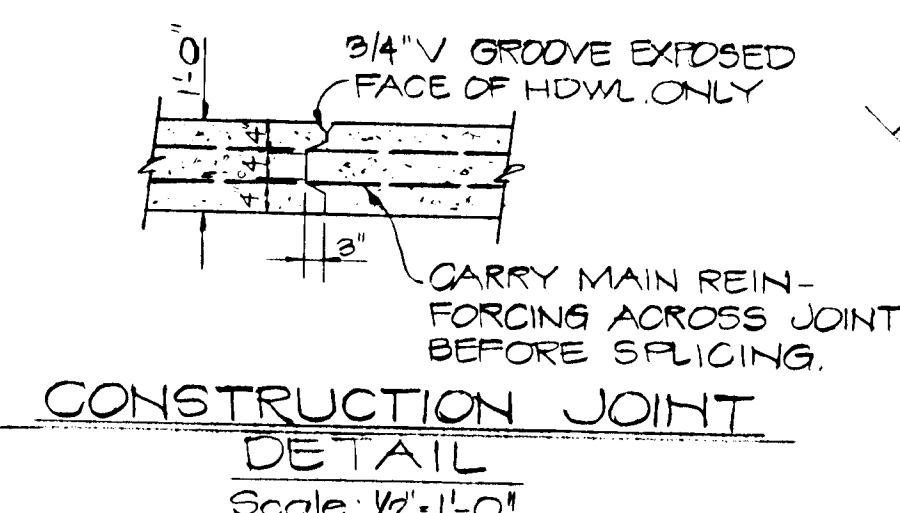 1'-0"
3/4" V GROOVE EXPOSED
FACE OF HDWL. ONLY
4"
4"
4"
3"
CARRY MAIN REIN-
FORCING ACROSS JOINT
BEFORE SPLICING.
CONSTRUCTION JOINT
DETAIL
Scale: 1/2"=1'-0"